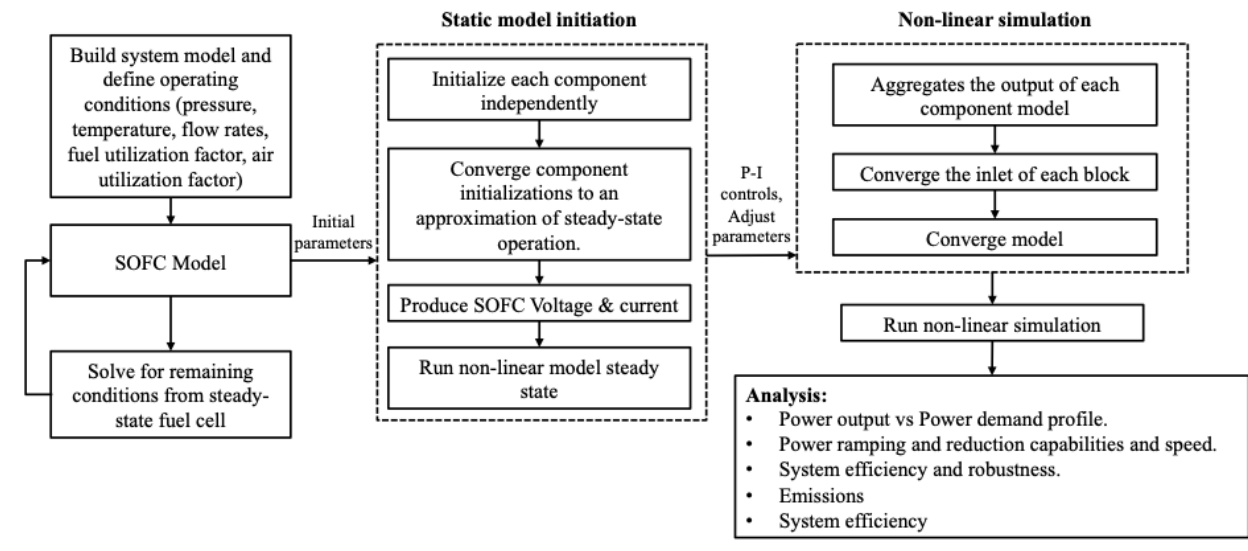 Build system model and
define operating
conditions (pressure,
temperature, flow rates,
fuel utilization factor, air
utilization factor)
SOFC Model
Solve for remaining
conditions from steady-
state fuel cell
Initial
parameters
Static model initiation
Initialize each component
independently
Converge component
initializations to an
approximation of steady-state
operation.
Produce SOFC Voltage & current
Run non-linear model steady
state
P-I
controls,
Adjust
parameters
Non-linear simulation
Aggregates the output of each
component model
Converge the inlet of each block
Converge model
Run non-linear simulation
Analysis:
• Power output vs Power demand profile.
• Power ramping and reduction capabilities and speed.
• System efficiency and robustness.
• Emissions
• System efficiency